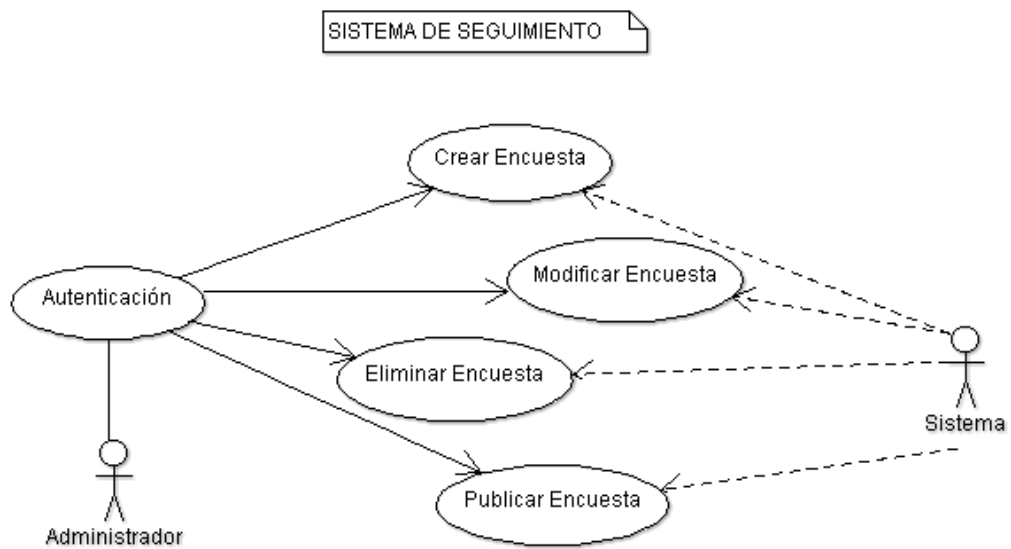 SISTEMA DE SEGUIMIENTO
Crear Encuesta
Modificar Encuesta
Autenticación
Eliminar Encuesta
Sistema
Publicar Encuesta
Administrador